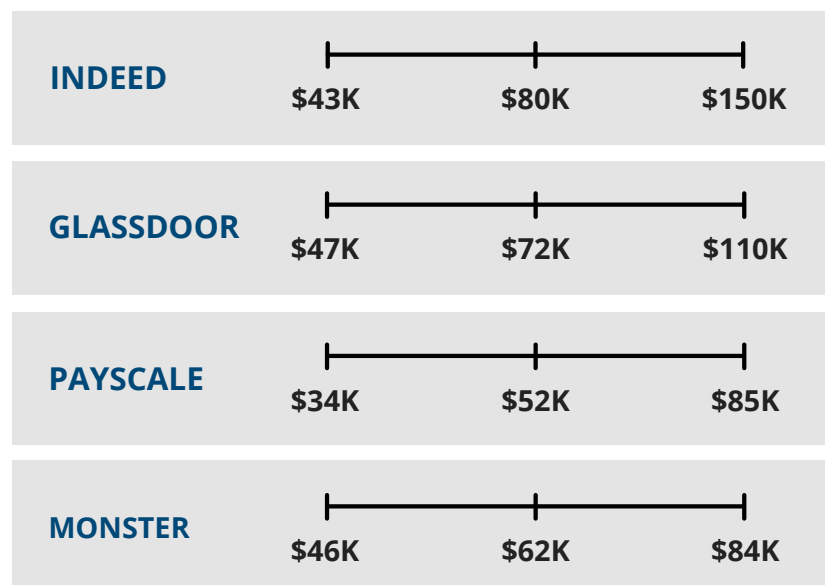 INDEED
$43K $80K $150K
GLASSDOOR
$47K $72K $110K
PAYSCALE
$34K $52K $85K
MONSTER
$46K $62K $84K